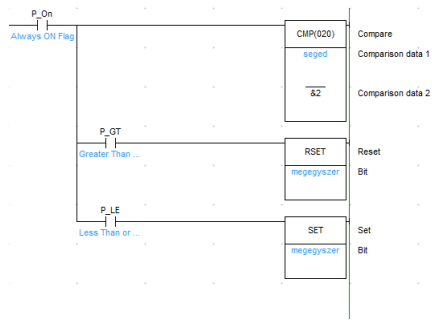 P_On
Always ON Flag
CMP(020)
Compare
seged
Comparison data 1
&2
Comparison data 2
P_GT
Greater Than ...
RSET
Reset
megegyszer
Bit
P_LE
Less Than or ...
SET
Set
megegyszer
Bit